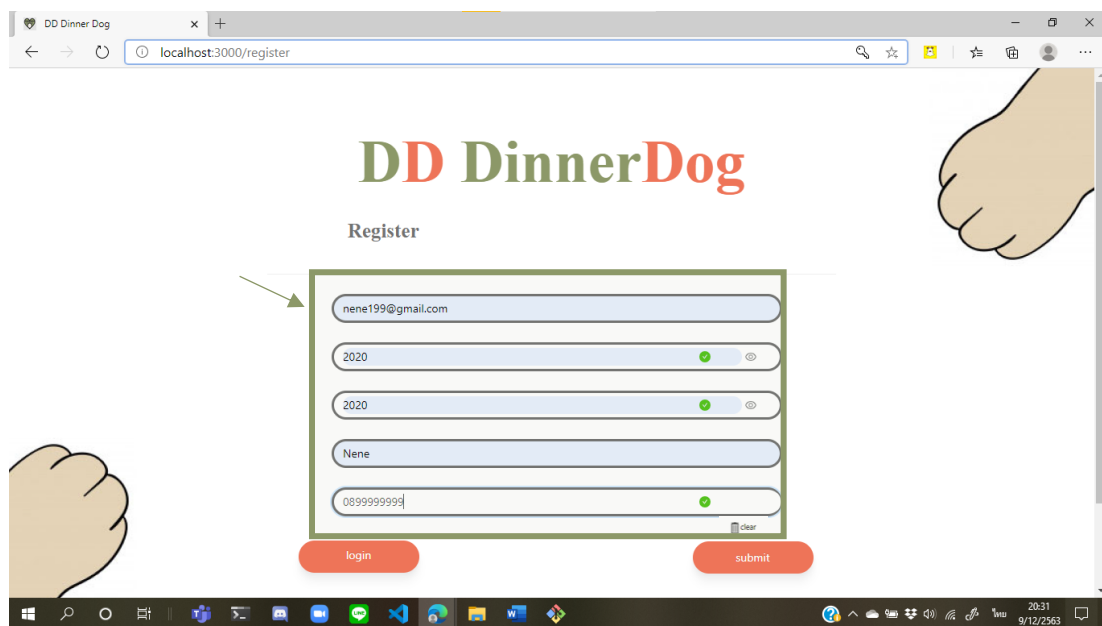 DD Dinner Dog
localhost:3000/register
DD DinnerDog
Register
nene199@gmail.com
2020
2020
Nene
0899999999
clear
login
submit
ไทย
20:31
9/12/2563